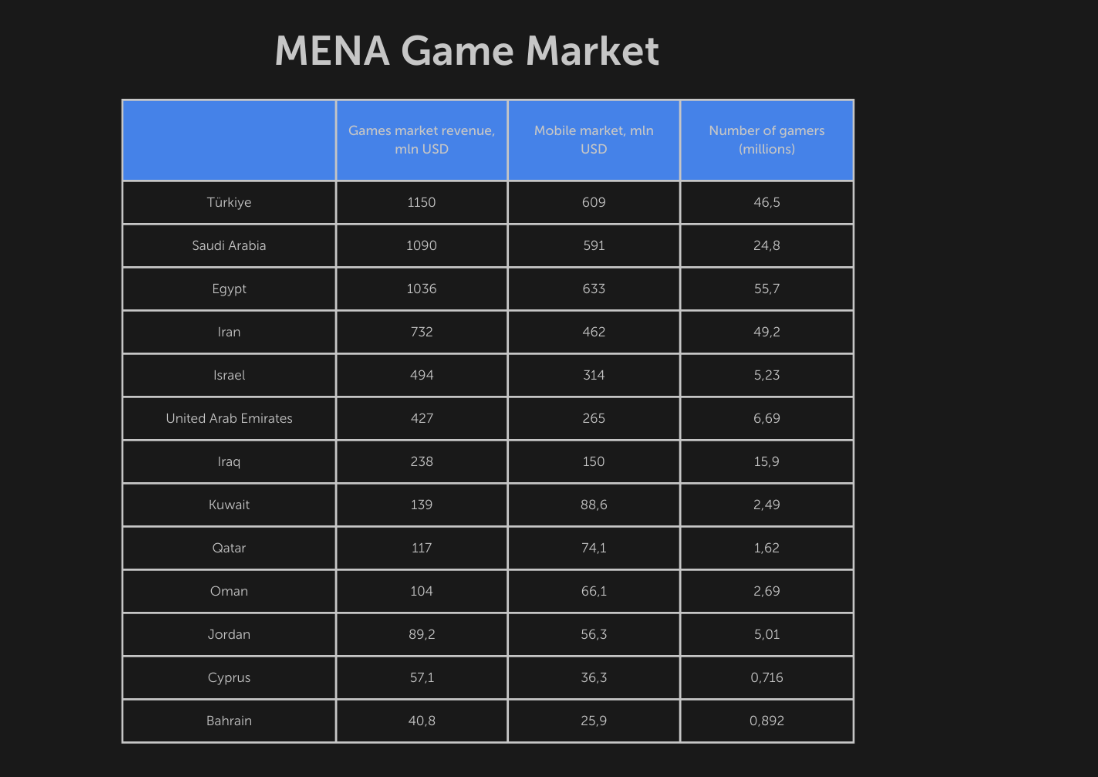 MENA Game Market
Games market revenue, Mobile market, mln Number of gamers
mln USD USD (millions)
Türkiye 1150 609 46,5
Saudi Arabia 1090 591 24,8
Egypt 1036 633 55,7
Iran 732 462 49,2
Israel 494 314 5,23
United Arab Emirates 427 265 6,69
Iraq 238 150 15,9
Kuwait 139 88,6 2,49
Qatar 117 74,1 1,62
Oman 104 66,1 2,69
Jordan 89,2 56,3 5,01
Cyprus 57,1 36,3 0,716
Bahrain 40,8 25,9 0,892